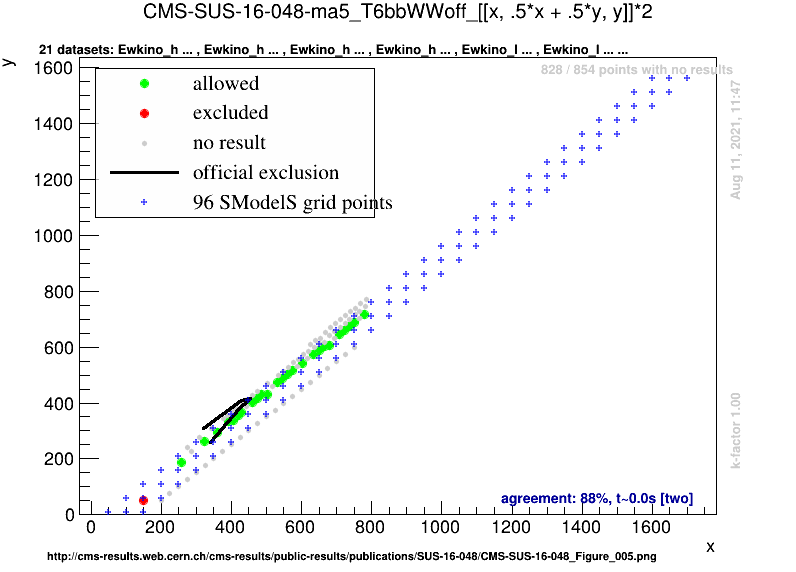 CMS-SUS-16-048-ma5_T6bbWWoff_[[x, .5*x + .5*y, y]]*2
21 datasets: Ewkino_h ... , Ewkino_h ... , Ewkino_h ... , Ewkino_h ... , Ewkino_l ... , Ewkino_l ... ...
y
828 / 854 points with no results
allowed
excluded
no result
official exclusion
96 SModelS grid points
Aug 11, 2021, 11:47
k-factor 1.00
1600
1400
1200
1000
800
600
400
200
0
agreement: 88%, t~0.0s [two]
0 200 400 600 800 1000 1200 1400 1600
x
http://cms-results.web.cern.ch/cms-results/public-results/publications/SUS-16-048/CMS-SUS-16-048_Figure_005.png